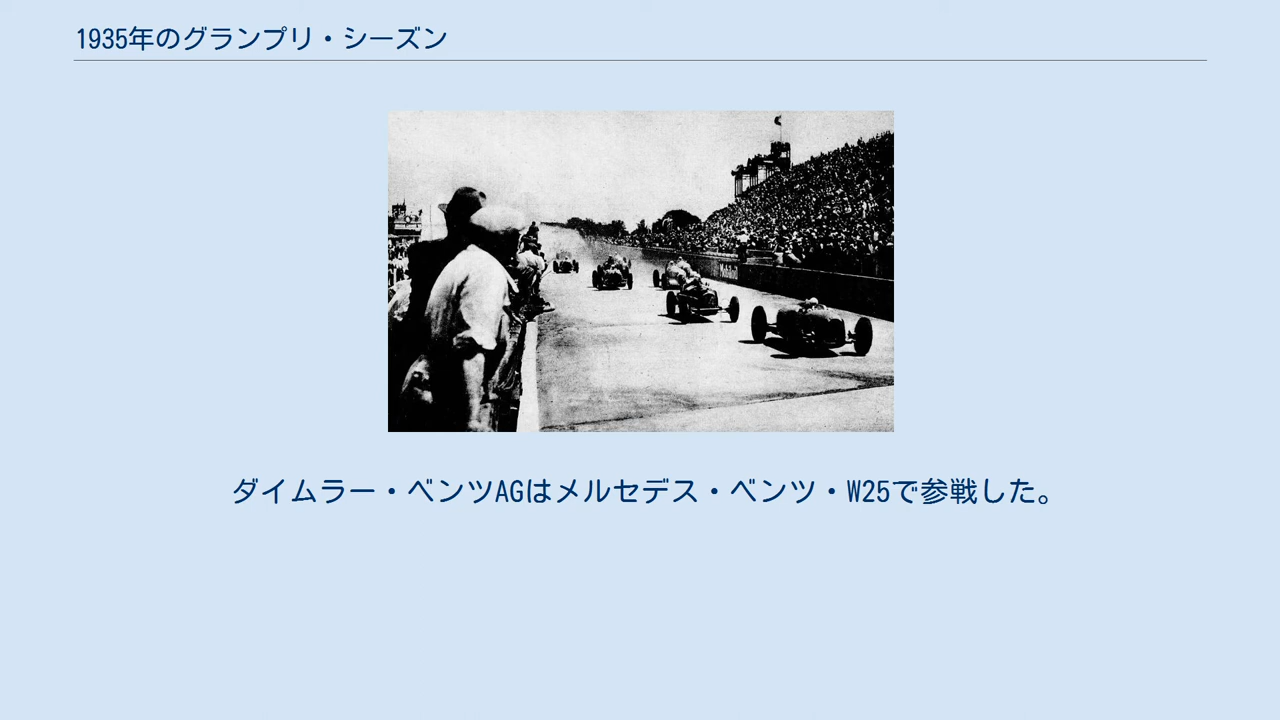 1935年のグランプリ・シーズン
ダイムラー・ベンツAGはメルセデス・ベンツ・W25で参戦した。